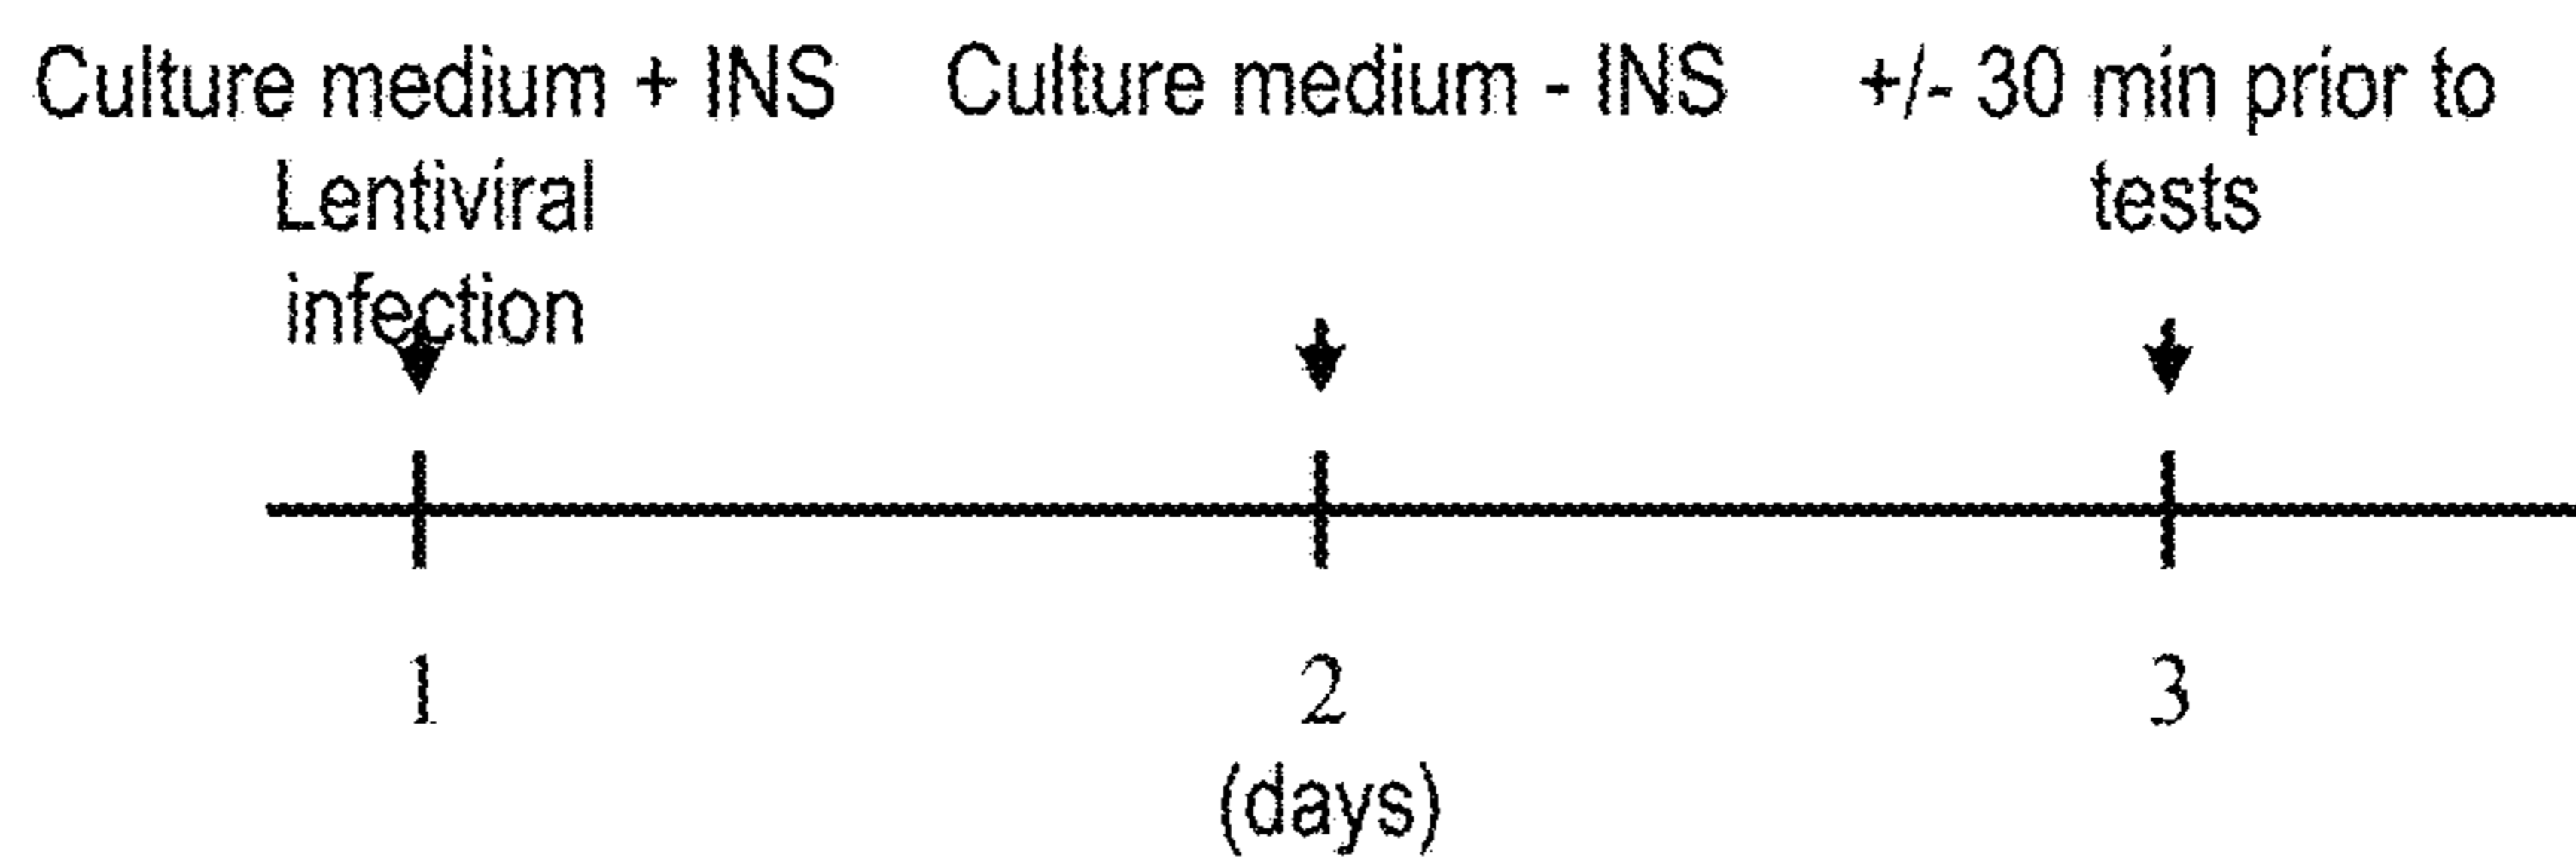 Culture medium + INS
Lentiviral
infection
Culture medium - INS
+/- 30 min prior to
tests
1
2
3
(days)